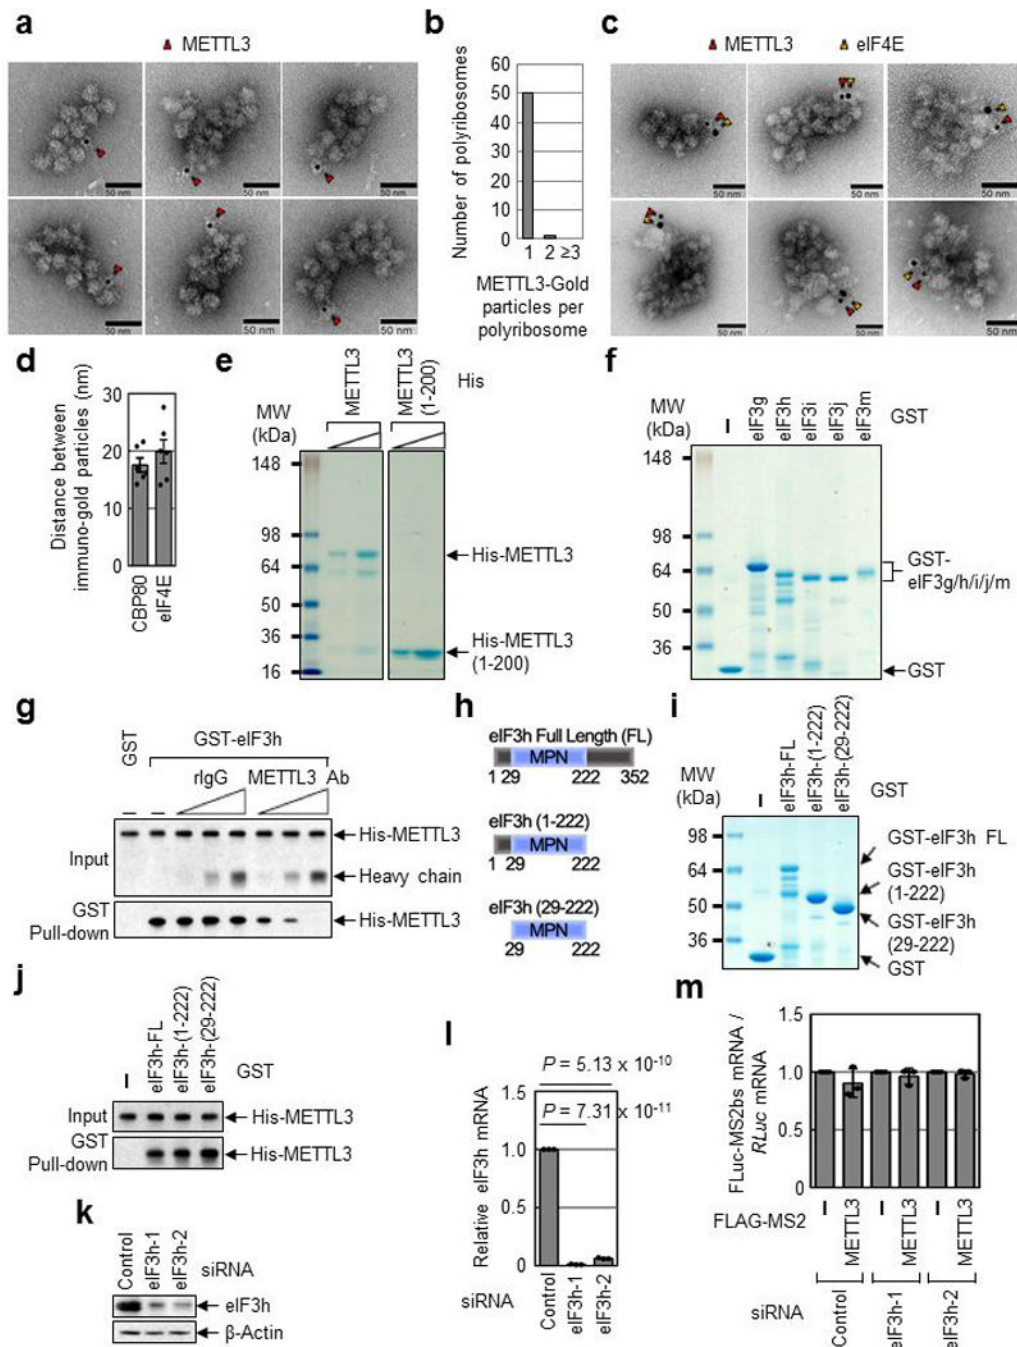 a
METTL3
50 nm
50 nm
50 nm
50 nm
50 nm
50 nm
b
Number of polyribosomes
60
50
40
30
20
10
0
1 2 ≥3
METTL3-Gold
particles per
polyribosome
c
METTL3 eIF4E
50 nm
50 nm
50 nm
50 nm
50 nm
50 nm
d
Distance between
immuno-gold particles (nm)
30
20
10
0
CBP80
eIF4E
e
METTL3
METTL3
(1-200)
His
MW
(kDa)
148
98
64
50
36
16
His-METTL3
His-METTL3
(1-200)
f
–
eIF3g
eIF3h
eIF3i
eIF3j
eIF3m
GST
MW
(kDa)
148
98
64
50
36
GST-
eIF3g/h/i/j/m
GST
g
GST
GST-eIF3h
rIgG METTL3 Ab
– –
Input
His-METTL3
Heavy chain
GST
Pull-down
His-METTL3
h
eIF3h Full Length (FL)
MPN
1 29 222 352
eIF3h (1-222)
MPN
1 29 222
eIF3h (29-222)
MPN
29 222
i
–
eIF3h-FL
eIF3h-(1-222)
eIF3h-(29-222)
GST
MW
(kDa)
98
64
50
36
GST-eIF3h FL
GST-eIF3h
(1-222)
GST-eIF3h
(29-222)
GST
j
–
eIF3h-FL
eIF3h-(1-222)
eIF3h-(29-222)
GST
Input
His-METTL3
GST
Pull-down
His-METTL3
k
Control
eIF3h-1
eIF3h-2
siRNA
eIF3h
β-Actin
l
P = 5.13 x 10-10
P = 7.31 x 10-11
Relative eIF3h mRNA
1.0
0.5
0
siRNA
Control
eIF3h-1
eIF3h-2
m
FLuc-MS2bs mRNA /
RLuc mRNA
1.5
1.0
0.5
0
FLAG-MS2
–
METTL3
–
METTL3
–
METTL3
siRNA
Control
eIF3h-1
eIF3h-2